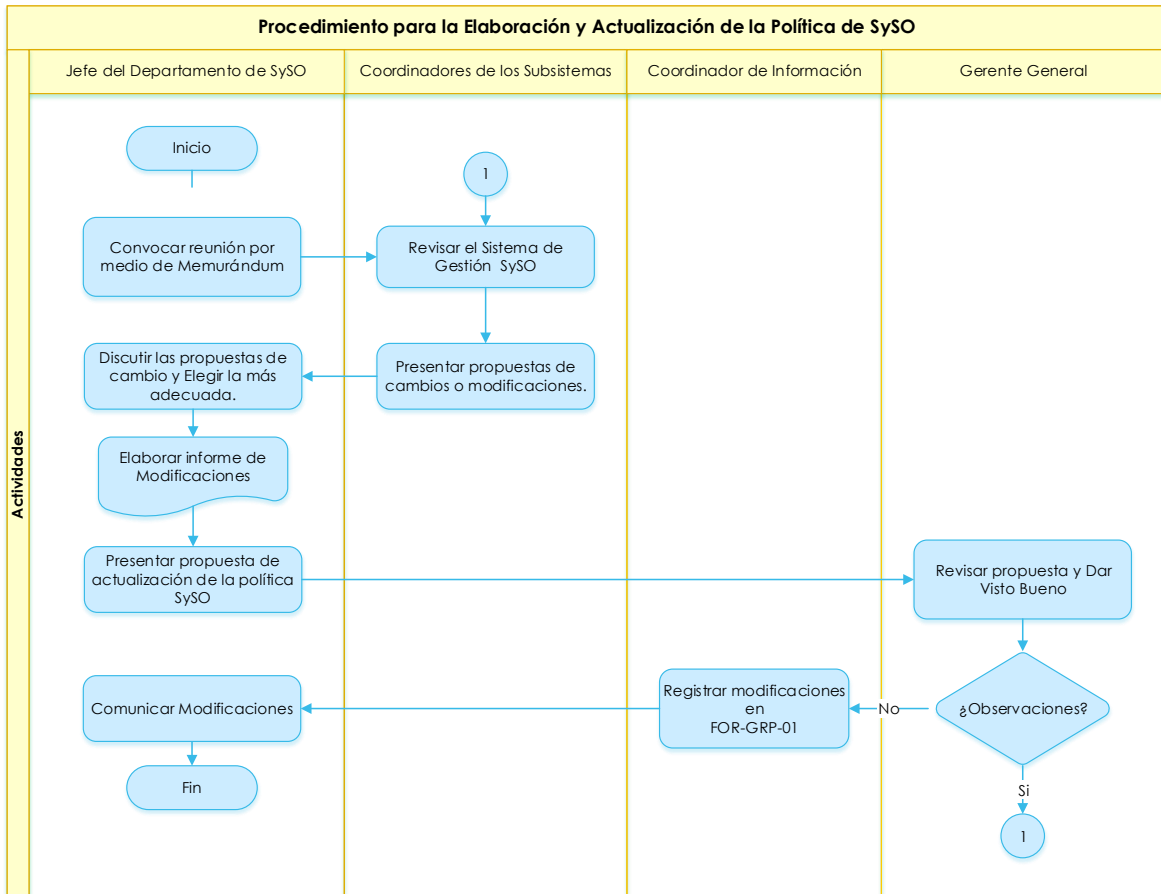 Procedimiento para la Elaboración y Actualización de la Política de SySO
Jefe del Departamento de SySO
Coordinadores de los Subsistemas
Coordinador de Información
Gerente General
Actividades
Inicio
1
Convocar reunión por
medio de Memurándum
Revisar el Sistema de
Gestión SySO
Presentar propuestas de
cambios o modificaciones.
Discutir las propuestas de
cambio y Elegir la más
adecuada.
Elaborar informe de
Modificaciones
Presentar propuesta de
actualización de la política
SySO
Revisar propuesta y Dar
Visto Bueno
¿Observaciones?
No
Registrar modificaciones
en
FOR-GRP-01
Comunicar Modificaciones
Fin
Si
1